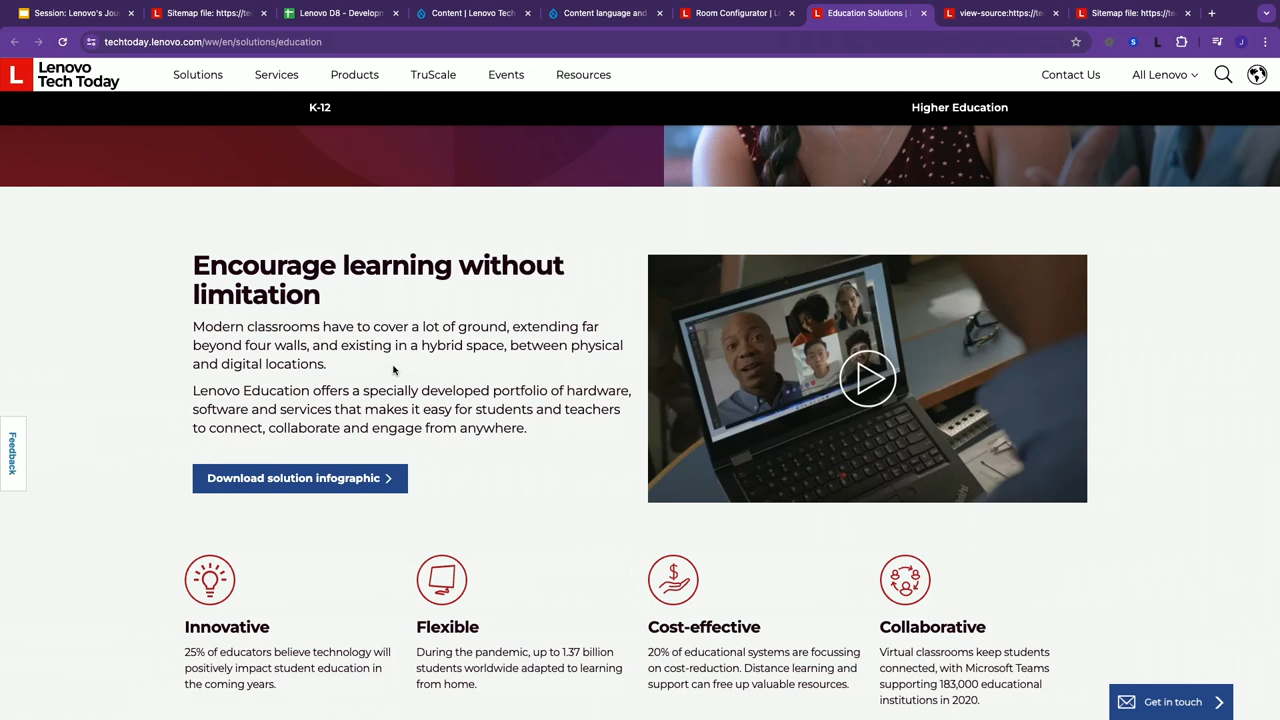 Session: Lenovo's Jou
Sitemap file: https://te
Lenovo D8 - Develop
Content | Lenovo Tech
Content language and
Room Configurator | L
Education Solutions |
view-source:https://te
Sitemap file: https://te
techtoday.lenovo.com/ww/en/solutions/education
L
Lenovo
Tech Today
Solutions
Services
Products
TruScale
Events
Resources
Contact Us
All Lenovo
K-12
Higher Education
Encourage learning without
limitation
Modern classrooms have to cover a lot of ground, extending far
beyond four walls, and existing in a hybrid space, between physical
and digital locations.
Lenovo Education offers a specially developed portfolio of hardware,
software and services that makes it easy for students and teachers
to connect, collaborate and engage from anywhere.
Download solution infographic
Feedback
Innovative
25% of educators believe technology will
positively impact student education in
the coming years.
Flexible
During the pandemic, up to 1.37 billion
students worldwide adapted to learning
from home.
Cost-effective
20% of educational systems are focussing
on cost-reduction. Distance learning and
support can free up valuable resources.
Collaborative
Virtual classrooms keep students
connected, with Microsoft Teams
supporting 183,000 educational
institutions in 2020.
Get in touch